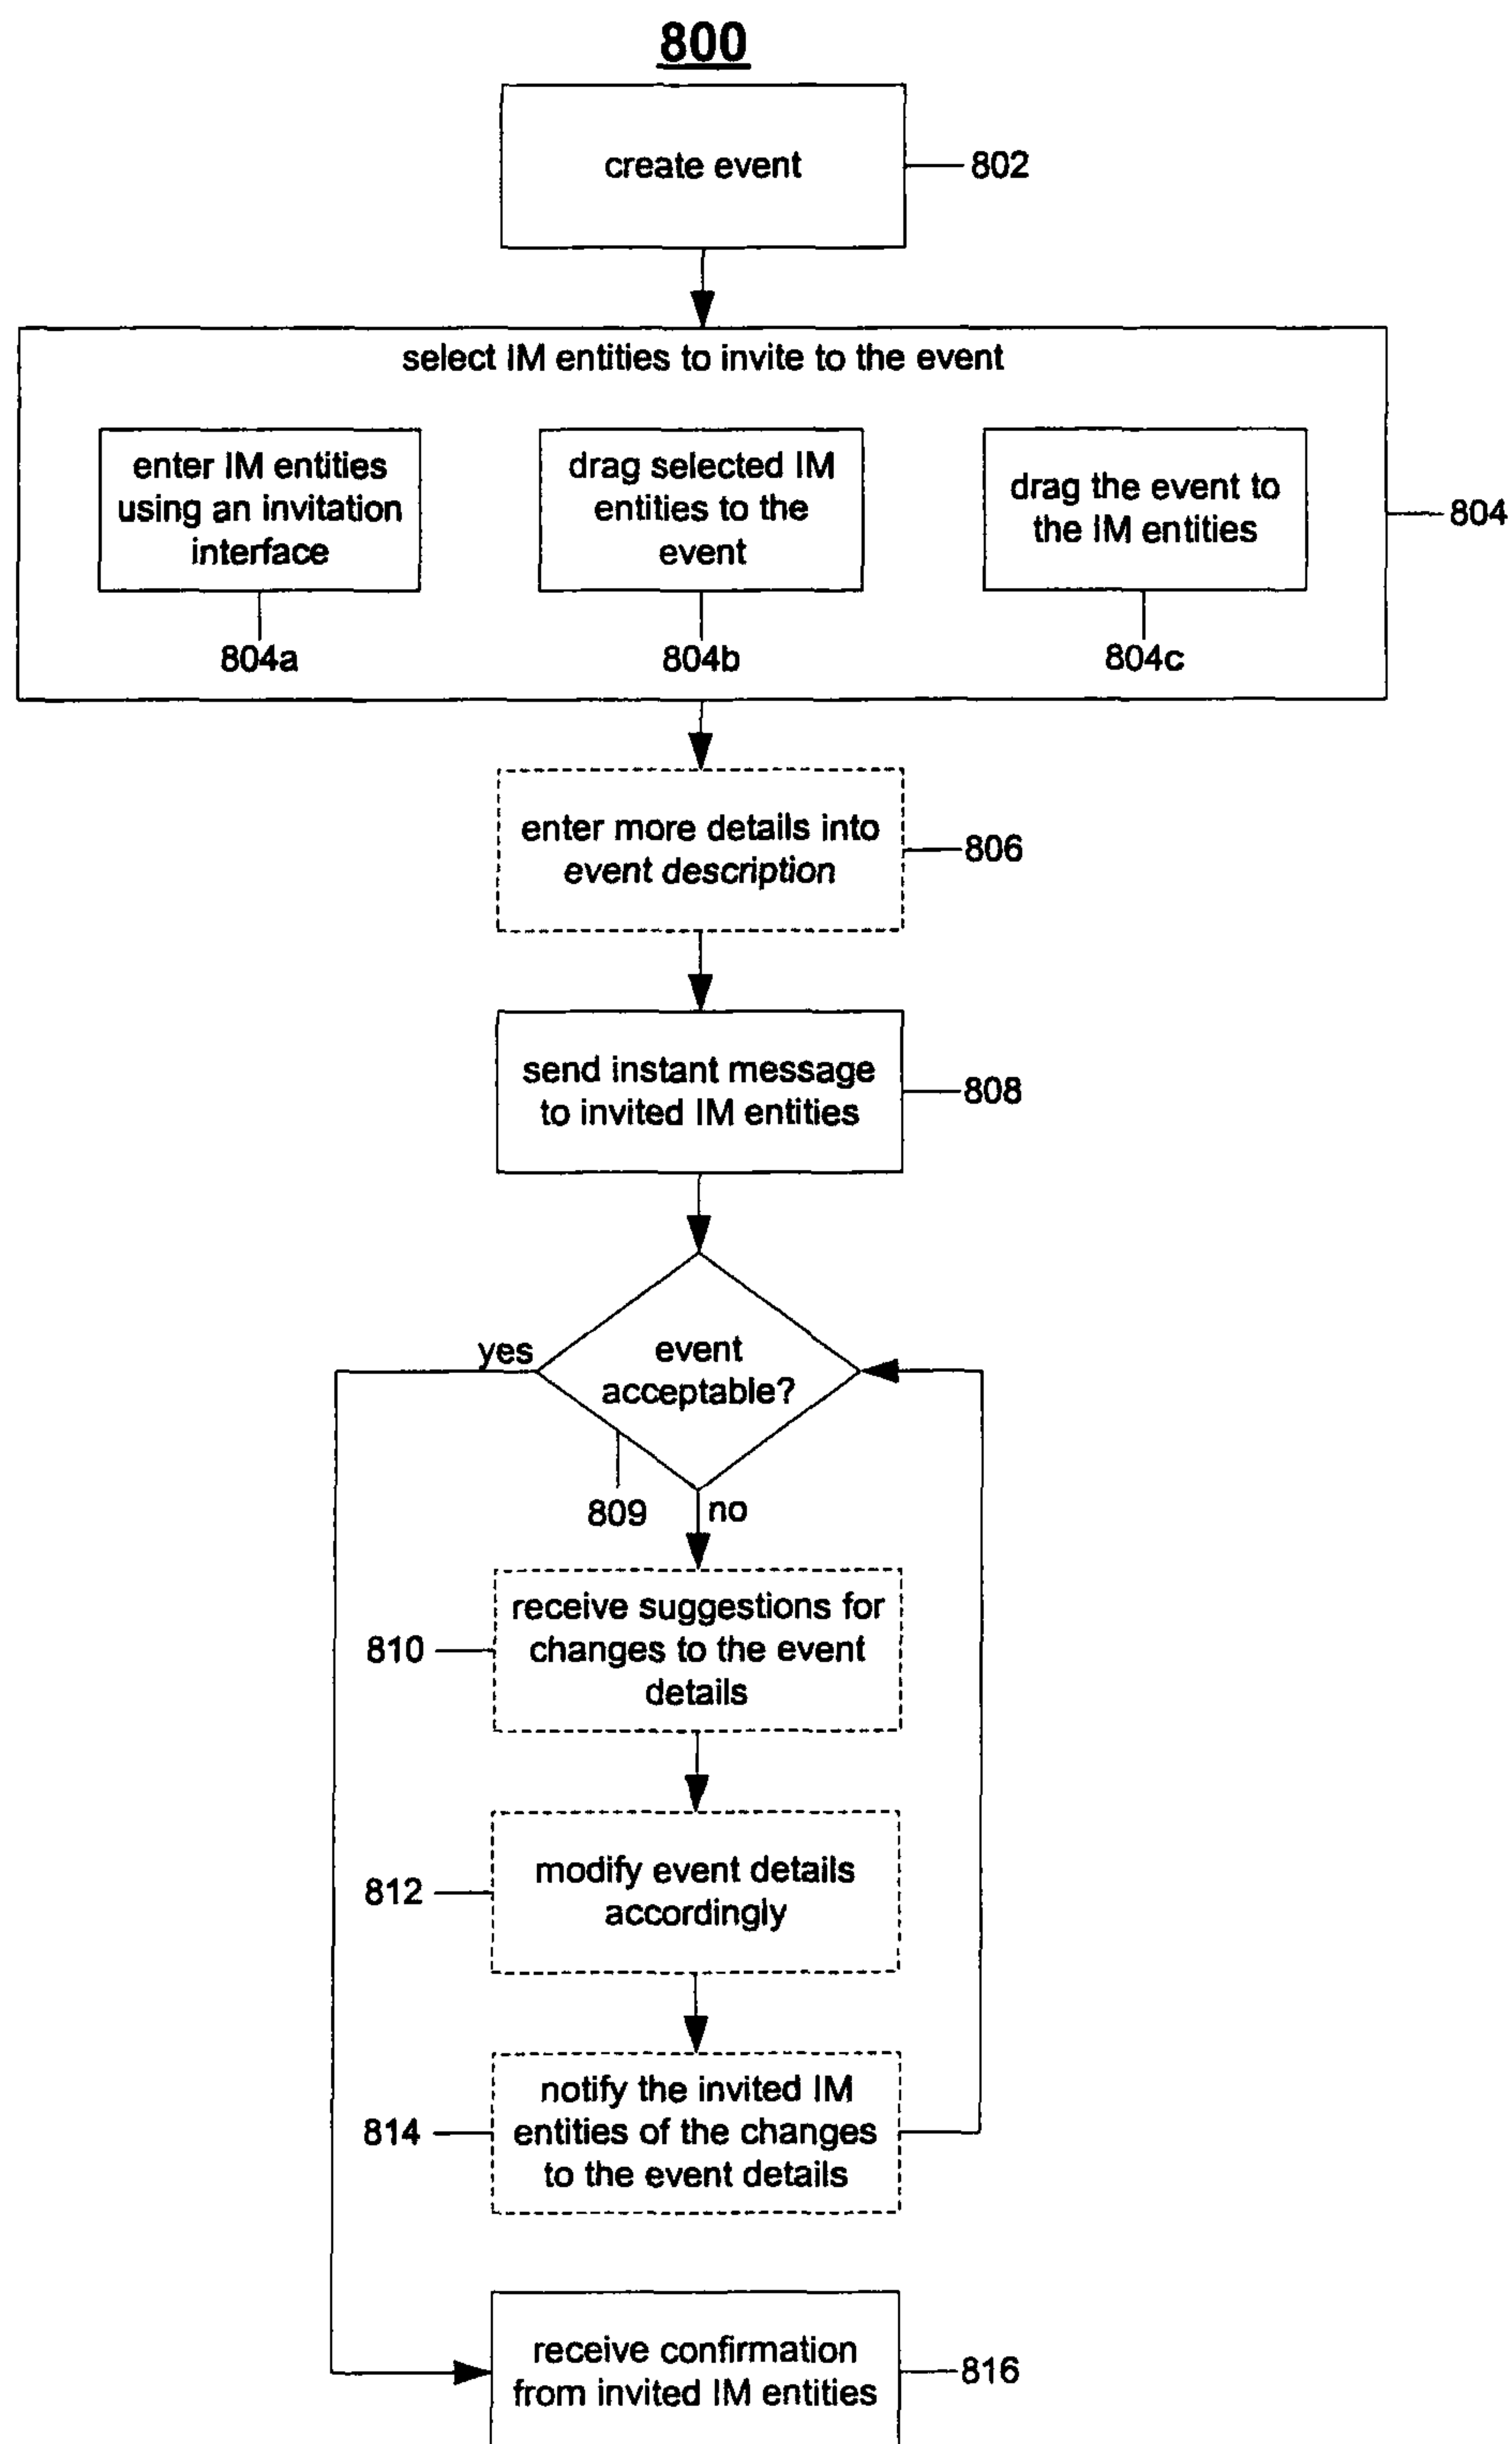 800
create event
802
select IM entities to invite to the event
enter IM entities
using an invitation
interface
drag selected IM
entities to the
event
drag the event to
the IM entities
804
804a
804b
804c
enter more details into
event description
806
send instant message
to invited IM entities
808
yes
event
acceptable?
809
no
receive suggestions for
changes to the event
details
810
modify event details
accordingly
812
notify the invited IM
entities of the changes
to the event details
814
receive confirmation
from invited IM entities
816